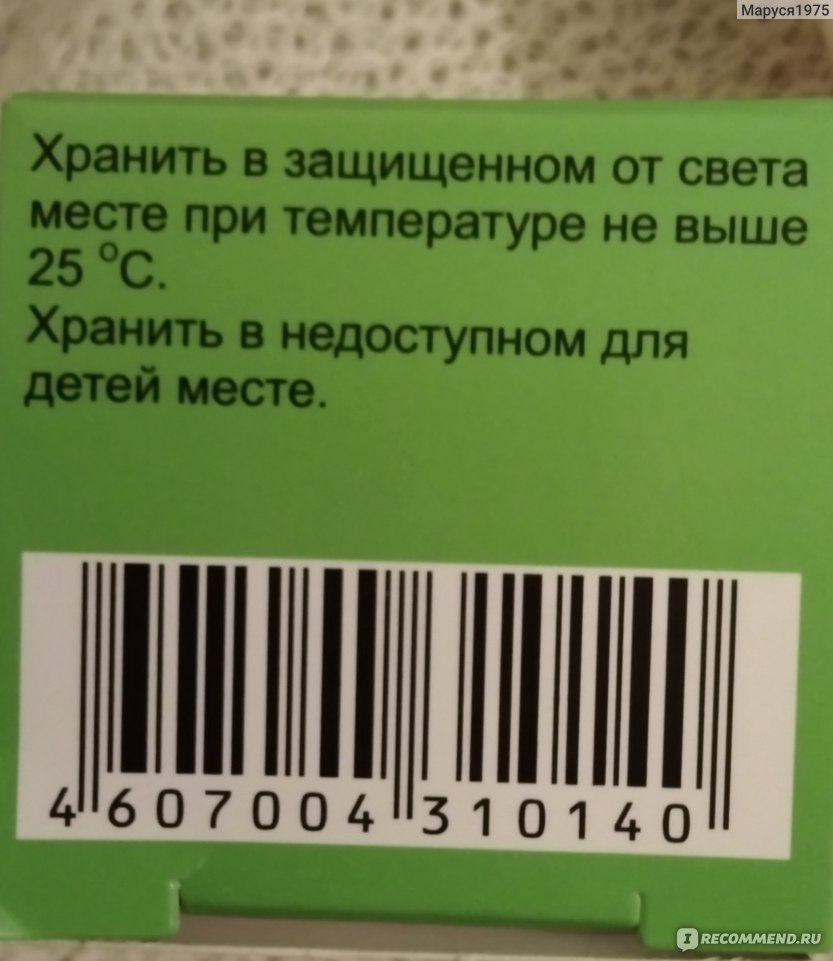 Маруся1975
Хранить в защищенном от света
месте при температуре не выше
25 °С.
Хранить в недоступном для
детей месте.
4 607004 310140
I RECOMMEND.RU